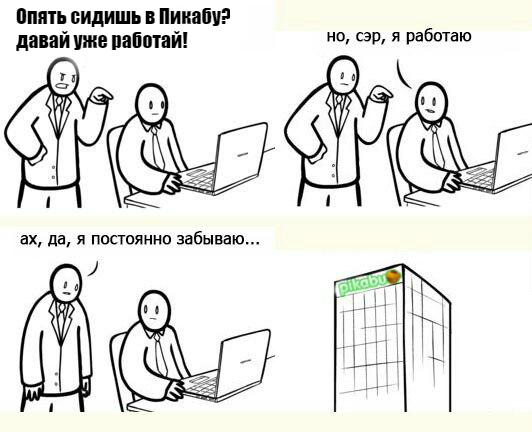 Опять сидишь в Пикабу?
давай уже работай!
но, сэр, я работаю
ах, да, я постоянно забываю...
pikabu